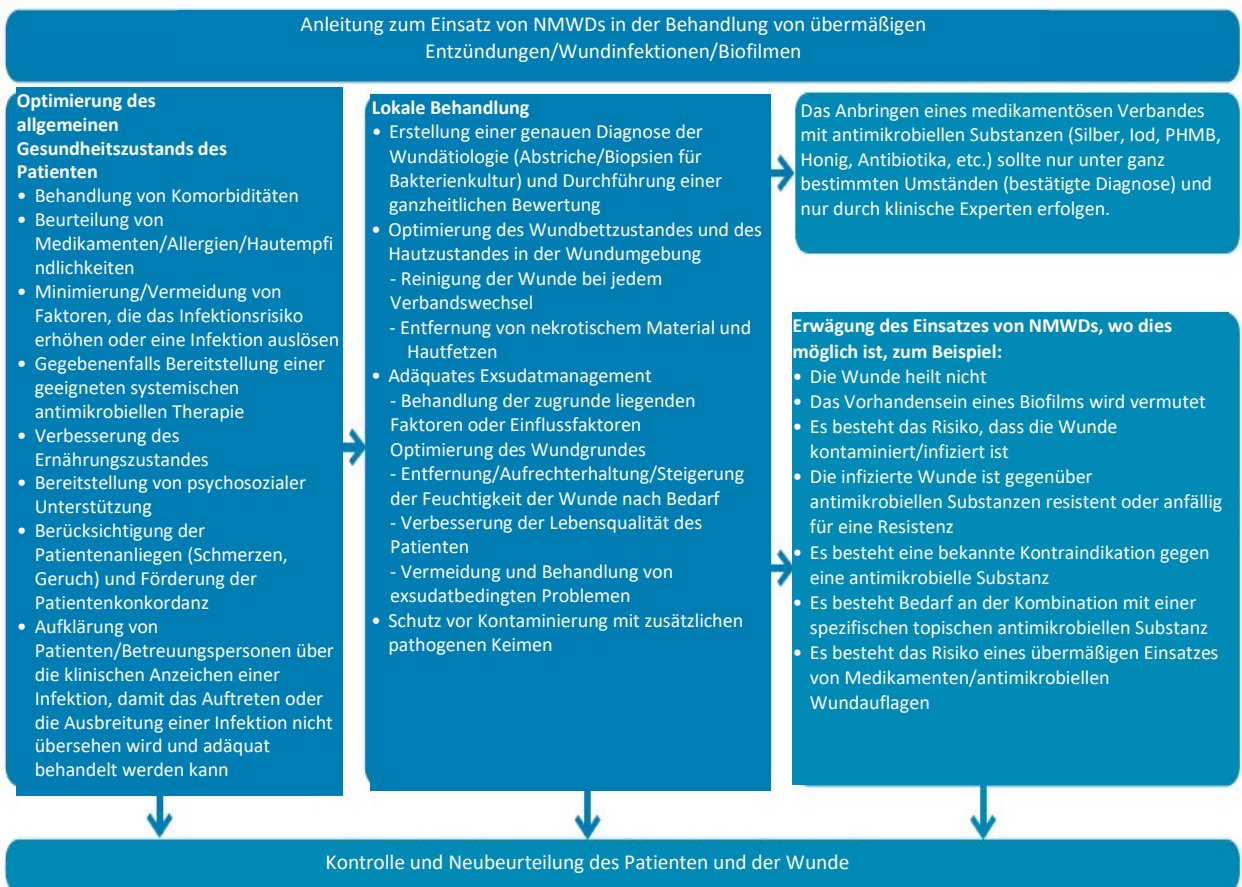 Anleitung zum Einsatz von NMWDs in der Behandlung von übermäßigen
Entzündungen/Wundinfektionen/Biofilmen
Optimierung des
allgemeinen
Gesundheitszustands des
Patienten
• Behandlung von Komorbiditäten
• Beurteilung von
Medikamenten/Allergien/Hautempfi
ndlichkeiten
• Minimierung/Vermeidung von
Faktoren, die das Infektionsrisiko
erhöhen oder eine Infektion auslösen
• Gegebenenfalls Bereitstellung einer
geeigneten systemischen
antimikrobiellen Therapie
• Verbesserung des
Ernährungszustandes
• Bereitstellung von psychosozialer
Unterstützung
• Berücksichtigung der
Patientenanliegen (Schmerzen,
Geruch) und Förderung der
Patientenkonkordanz
• Aufklärung von
Patienten/Betreuungspersonen über
die klinischen Anzeichen einer
Infektion, damit das Auftreten oder
die Ausbreitung einer Infektion nicht
übersehen wird und adäquat
behandelt werden kann
Lokale Behandlung
• Erstellung einer genauen Diagnose der
Wundätiologie (Abstriche/Biopsien für
Bakterienkultur) und Durchführung einer
ganzheitlichen Bewertung
• Optimierung des Wundbettzustandes und des
Hautzustandes in der Wundumgebung
- Reinigung der Wunde bei jedem
Verbandswechsel
- Entfernung von nekrotischem Material und
Hautfetzen
• Adäquates Exsudatmanagement
- Behandlung der zugrunde liegenden
Faktoren oder Einflussfaktoren
Optimierung des Wundgrundes
- Entfernung/Aufrechterhaltung/Steigerung
der Feuchtigkeit der Wunde nach Bedarf
- Verbesserung der Lebensqualität des
Patienten
- Vermeidung und Behandlung von
exsudatbedingten Problemen
• Schutz vor Kontaminierung mit zusätzlichen
pathogenen Keimen
Das Anbringen eines medikamentösen Verbandes
mit antimikrobiellen Substanzen (Silber, Iod, PHMB,
Honig, Antibiotika, etc.) sollte nur unter ganz
bestimmten Umständen (bestätigte Diagnose) und
nur durch klinische Experten erfolgen.
Erwägung des Einsatzes von NMWDs, wo dies
möglich ist, zum Beispiel:
• Die Wunde heilt nicht
• Das Vorhandensein eines Biofilms wird vermutet
• Es besteht das Risiko, dass die Wunde
kontaminiert/infiziert ist
• Die infizierte Wunde ist gegenüber
antimikrobiellen Substanzen resistent oder anfällig
für eine Resistenz
• Es besteht eine bekannte Kontraindikation gegen
eine antimikrobielle Substanz
• Es besteht Bedarf an der Kombination mit einer
spezifischen topischen antimikrobiellen Substanz
• Es besteht das Risiko eines übermäßigen Einsatzes
von Medikamenten/antimikrobiellen
Wundauflagen
Kontrolle und Neubeurteilung des Patienten und der Wunde